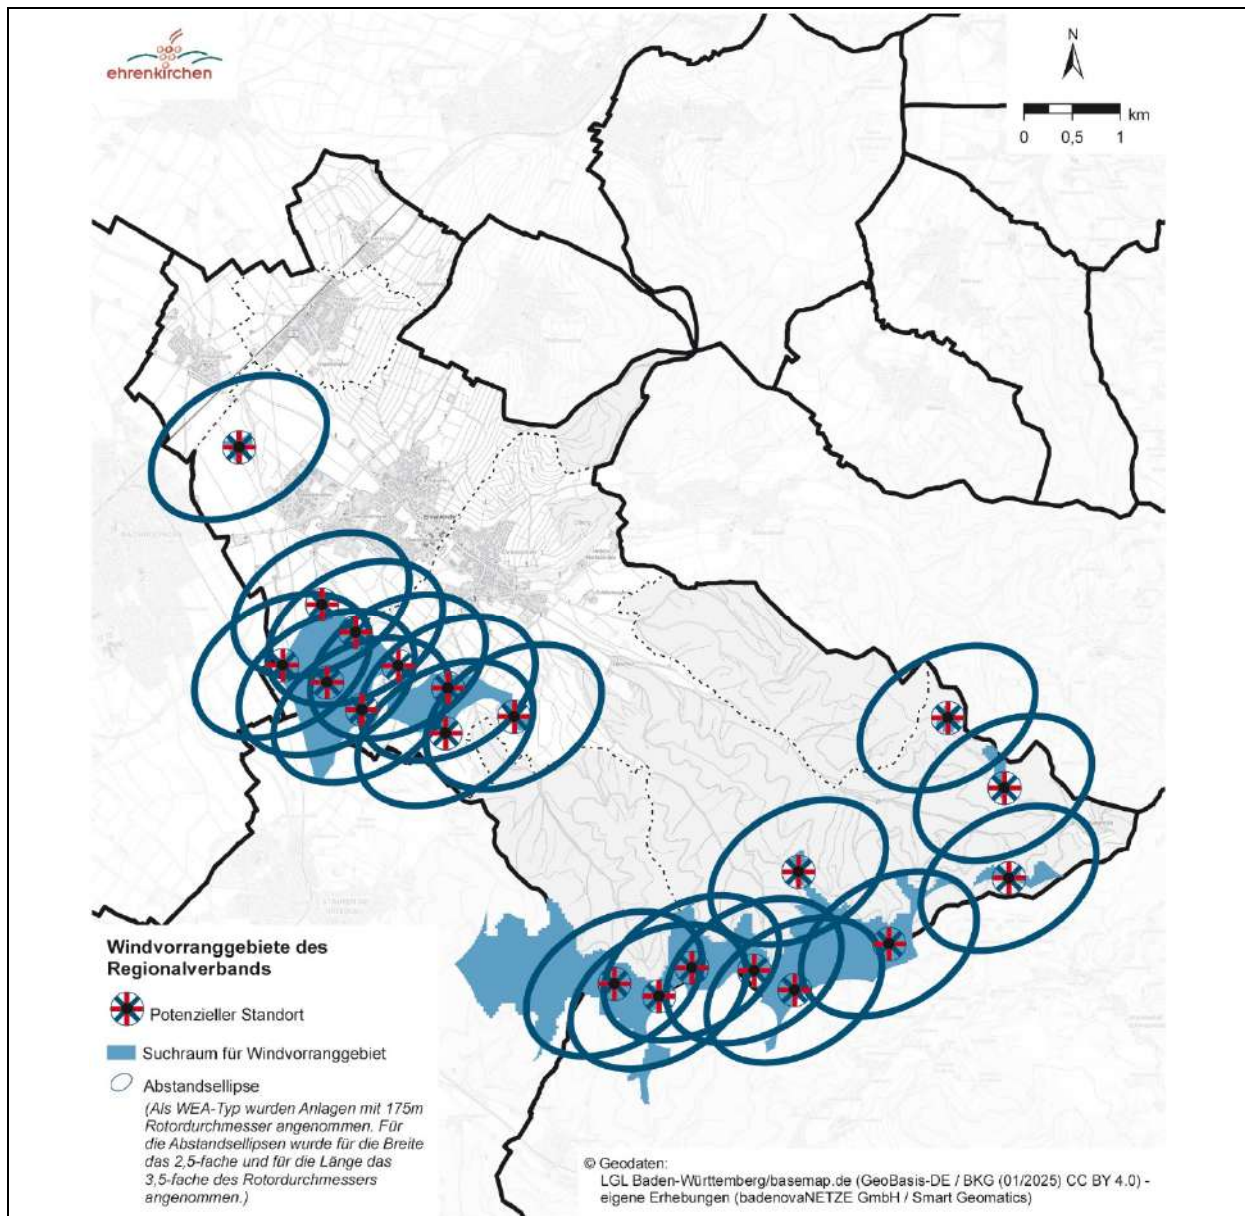 ehrenkirchen
N
km
0 0,5 1
Windvorranggebiete des
Regionalverbands
Potenzieller Standort
Suchraum für Windvorranggebiet
Abstandsellipse
(Als WEA-Typ wurden Anlagen mit 175m
Rotordurchmesser angenommen. Für
die Abstandsellipsen wurde für die Breite
das 2,5-fache und für die Länge das
3,5-fache des Rotordurchmessers
angenommen.)
© Geodaten:
LGL Baden-Württemberg/basemap.de (GeoBasis-DE / BKG (01/2025) CC BY 4.0) -
eigene Erhebungen (badenovaNETZE GmbH / Smart Geomatics)